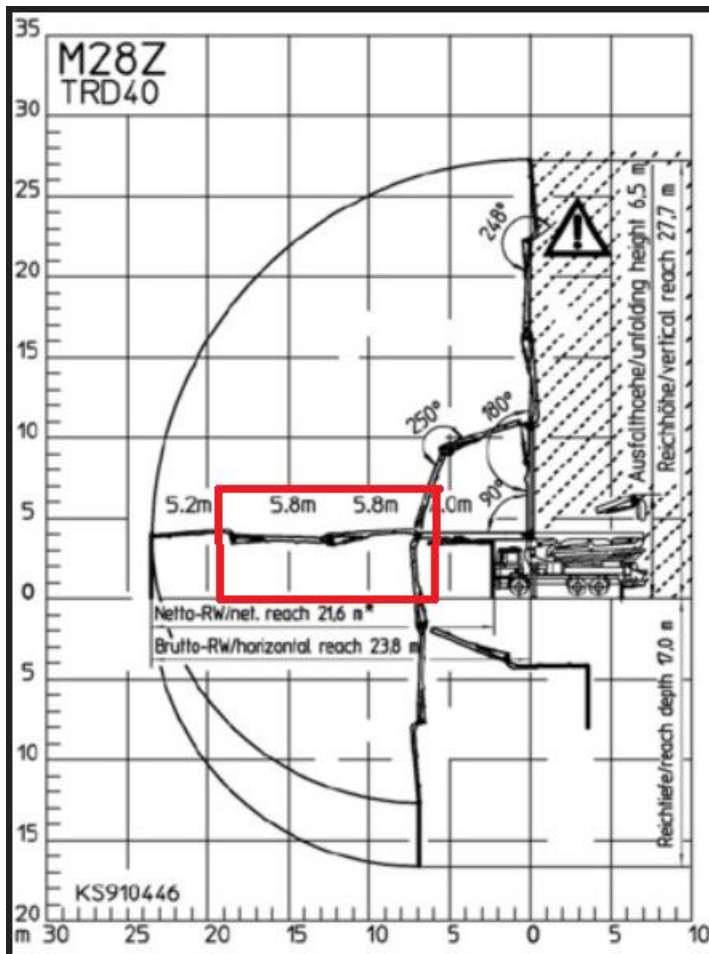 35
M28Z
TRD40
30
25
248°
20
15
Ausfalthoehe/unfolding height 6,5 m
Reichhöhe/vertical reach 27,7 m
10
250°
180°
90°
5
5.2m 5.8m 5.8m .0m
0
Netto-RW/net. reach 21,6 m*
Brutto-RW/horizontal reach 23.8 m
5
10
15
Reichtiefe/reach depth 17,0 m
KS910446
20
m 30 25 20 15 10 5 0 5 10